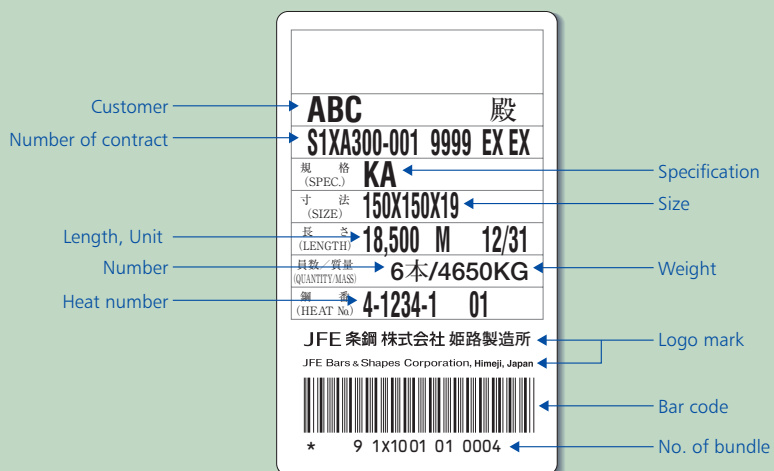 Customer
ABC 殿
Number of contract
S1XA300-001 9999 EX EX
規格
(SPEC.)
KA
Specification
寸法
(SIZE)
150X150X19
Size
Length, Unit
長さ
(LENGTH)
18,500 M 12/31
Number
員数/質量
(QUANTITY/MASS)
6本/4650KG
Weight
Heat number
鋼番
(HEAT No.)
4-1234-1 01
JFE 条鋼 株式会社 姫路製造所
Logo mark
JFE Bars & Shapes Corporation, Himeji, Japan
Bar code
* 9 1X1001 01 0004
No. of bundle